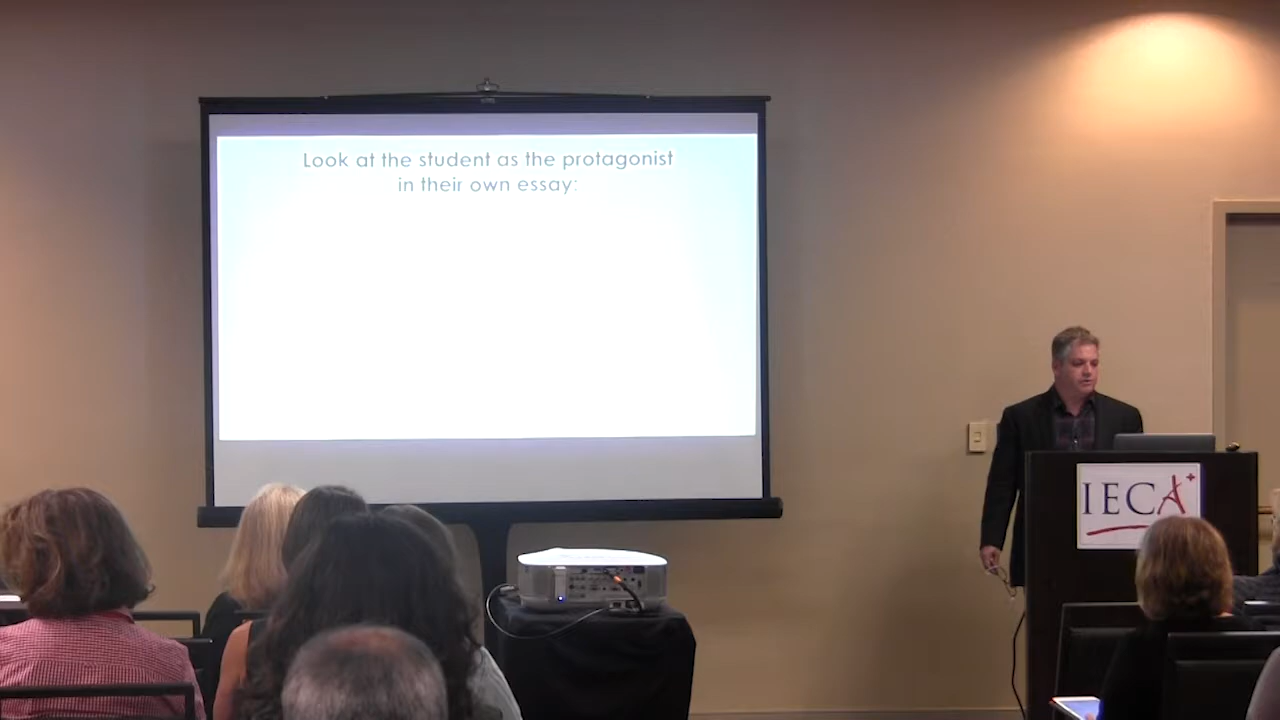 Look at the student as the protagonist
in their own essay:
IECA+